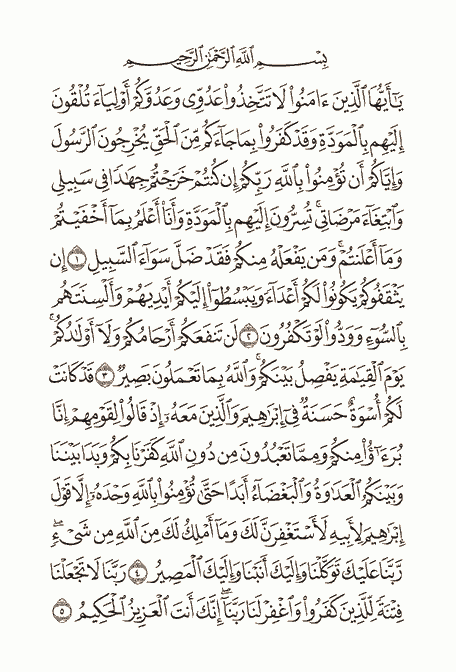 بِسْمِ ٱللَّهِ ٱلرَّحْمَٰنِ ٱلرَّحِيمِ
يَٰٓأَيُّهَا ٱلَّذِينَ ءَامَنُوا۟ لَا تَتَّخِذُوا۟ عَدُوِّى وَعَدُوَّكُمْ أَوْلِيَآءَ تُلْقُونَ
إِلَيْهِم بِٱلْمَوَدَّةِ وَقَدْ كَفَرُوا۟ بِمَا جَآءَكُم مِّنَ ٱلْحَقِّ يُخْرِجُونَ ٱلرَّسُولَ
وَإِيَّاكُمْ أَن تُؤْمِنُوا۟ بِٱللَّهِ رَبِّكُمْ إِن كُنتُمْ خَرَجْتُمْ جِهَٰدًا فِى سَبِيلِى
وَٱبْتِغَآءَ مَرْضَاتِى ۚ تُسِرُّونَ إِلَيْهِم بِٱلْمَوَدَّةِ وَأَنَا۠ أَعْلَمُ بِمَآ أَخْفَيْتُمْ
وَمَآ أَعْلَنتُمْ ۚ وَمَن يَفْعَلْهُ مِنكُمْ فَقَدْ ضَلَّ سَوَآءَ ٱلسَّبِيلِ ١ إِن
يَثْقَفُوكُمْ يَكُونُوا۟ لَكُمْ أَعْدَآءً وَيَبْسُطُوٓا۟ إِلَيْكُمْ أَيْدِيَهُمْ وَأَلْسِنَتَهُم
بِٱلسُّوٓءِ وَوَدُّوا۟ لَوْ تَكْفُرُونَ ٢ لَن تَنفَعَكُمْ أَرْحَامُكُمْ وَلَآ أَوْلَٰدُكُمْ ۚ
يَوْمَ ٱلْقِيَٰمَةِ يَفْصِلُ بَيْنَكُمْ ۚ وَٱللَّهُ بِمَا تَعْمَلُونَ بَصِيرٌ ٣ قَدْ كَانَتْ
لَكُمْ أُسْوَةٌ حَسَنَةٌ فِىٓ إِبْرَٰهِيمَ وَٱلَّذِينَ مَعَهُۥٓ إِذْ قَالُوا۟ لِقَوْمِهِمْ إِنَّا
بُرَءَٰٓؤُا۟ مِنكُمْ وَمِمَّا تَعْبُدُونَ مِن دُونِ ٱللَّهِ كَفَرْنَا بِكُمْ وَبَدَا بَيْنَنَا
وَبَيْنَكُمُ ٱلْعَدَٰوَةُ وَٱلْبَغْضَآءُ أَبَدًا حَتَّىٰ تُؤْمِنُوا۟ بِٱللَّهِ وَحْدَهُۥٓ إِلَّا قَوْلَ
إِبْرَٰهِيمَ لِأَبِيهِ لَأَسْتَغْفِرَنَّ لَكَ وَمَآ أَمْلِكُ لَكَ مِنَ ٱللَّهِ مِن شَىْءٍ ۖ
رَّبَّنَا عَلَيْكَ تَوَكَّلْنَا وَإِلَيْكَ أَنَبْنَا وَإِلَيْكَ ٱلْمَصِيرُ ٤ رَبَّنَا لَا تَجْعَلْنَا
فِتْنَةً لِّلَّذِينَ كَفَرُوا۟ وَٱغْفِرْ لَنَا رَبَّنَآ ۖ إِنَّكَ أَنتَ ٱلْعَزِيزُ ٱلْحَكِيمُ ٥